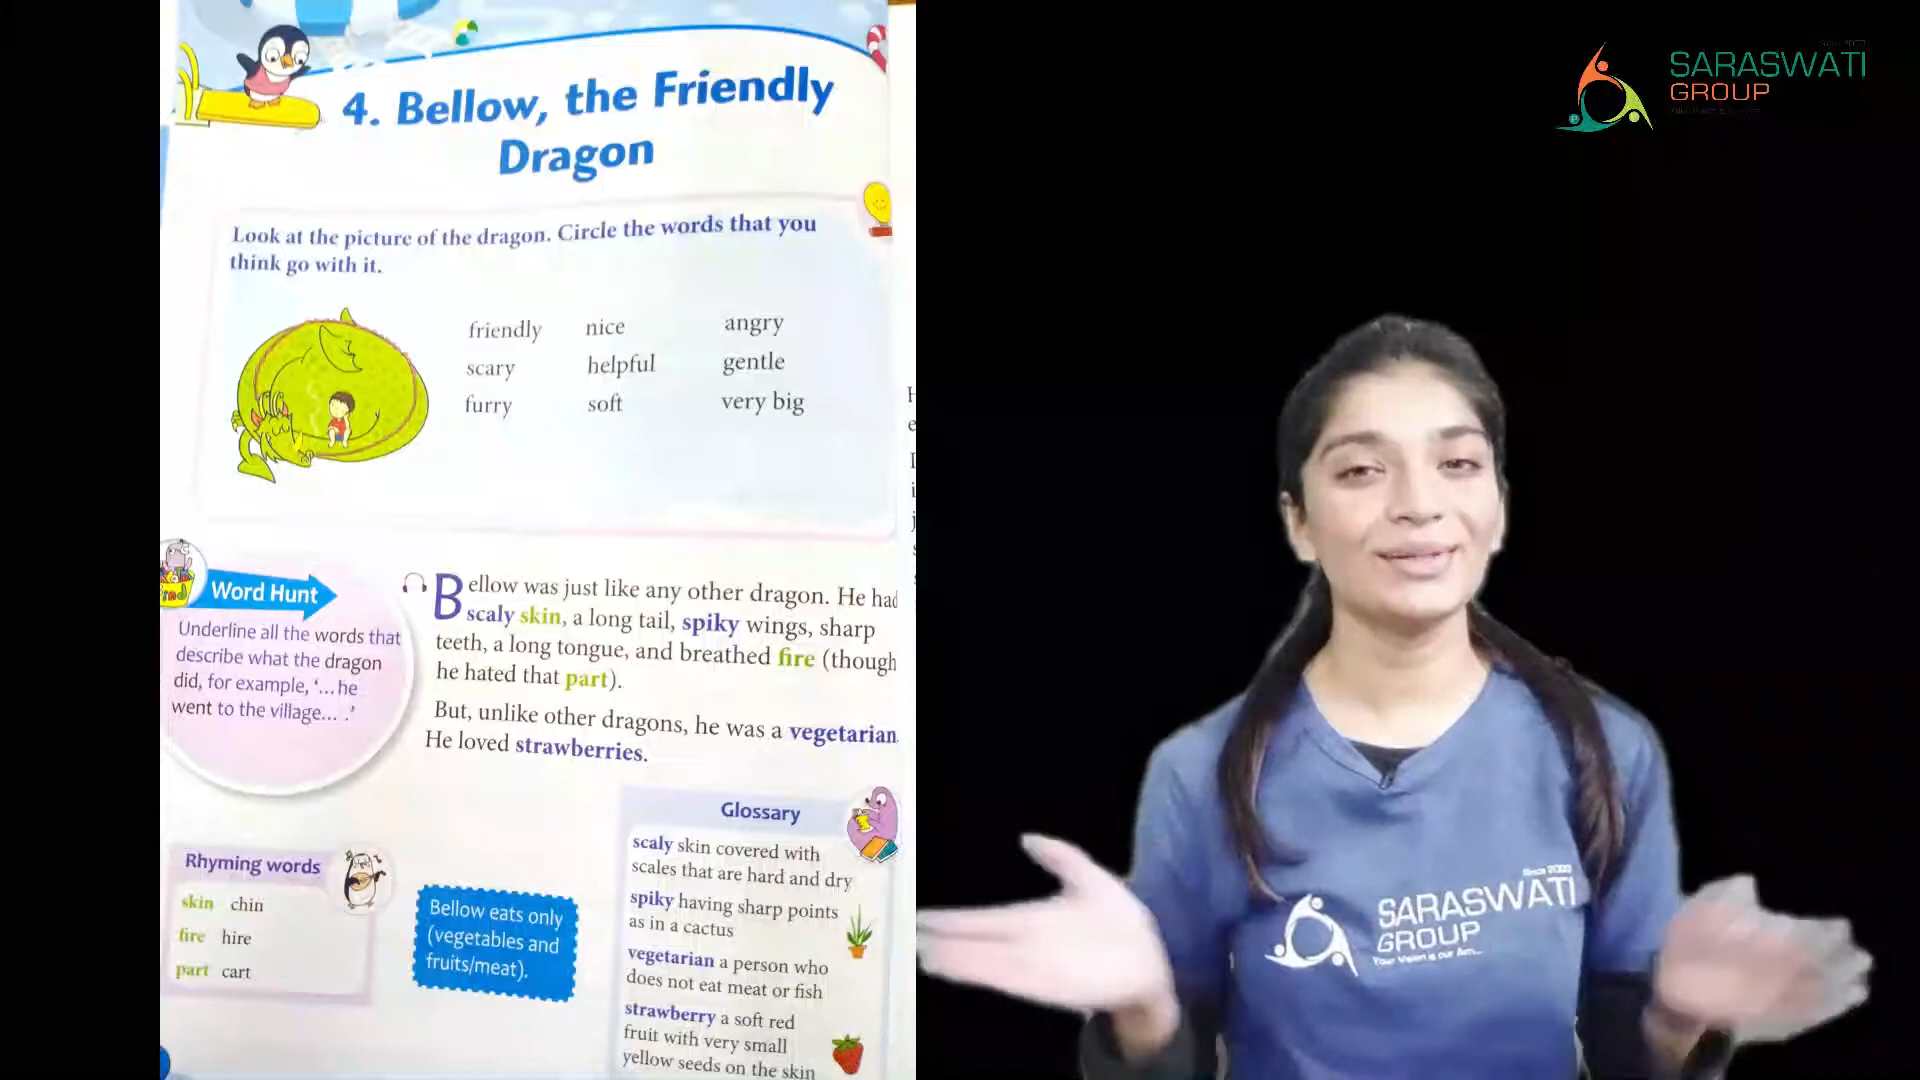 4. Bellow, the Friendly
Dragon
Look at the picture of the dragon. Circle the words that you
think go with it.
friendly nice angry
scary helpful gentle
furry soft very big
Word Hunt
Underline all the words that
describe what the dragon
did, for example, ‘... he
went to the village... .’
Bellow was just like any other dragon. He had
scaly skin, a long tail, spiky wings, sharp
teeth, a long tongue, and breathed fire (though
he hated that part).
But, unlike other dragons, he was a vegetarian.
He loved strawberries.
Rhyming words
skin chin
fire hire
part cart
Bellow eats only
(vegetables and
fruits/meat).
Glossary
scaly skin covered with
scales that are hard and dry
spiky having sharp points
as in a cactus
vegetarian a person who
does not eat meat or fish
strawberry a soft red
fruit with very small
yellow seeds on the skin
SARASWATI
GROUP
Since 2000
SARASWATI
GROUP
Your Vision is our Aim...